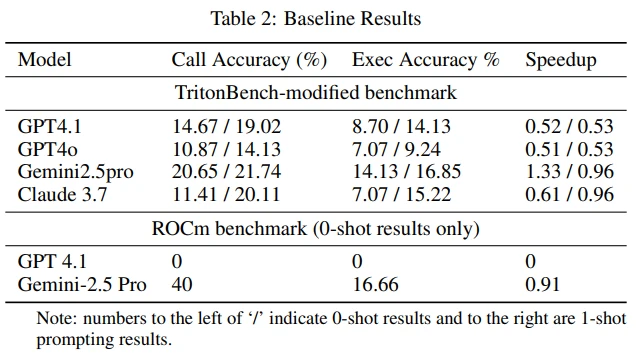 Table 2: Baseline Results
Model Call Accuracy (%) Exec Accuracy % Speedup
TritonBench-modified benchmark
GPT4.1 14.67 / 19.02 8.70 / 14.13 0.52 / 0.53
GPT4o 10.87 / 14.13 7.07 / 9.24 0.51 / 0.53
Gemini2.5pro 20.65 / 21.74 14.13 / 16.85 1.33 / 0.96
Claude 3.7 11.41 / 20.11 7.07 / 15.22 0.61 / 0.96
ROCm benchmark (0-shot results only)
GPT 4.1 0 0 0
Gemini-2.5 Pro 40 16.66 0.91
Note: numbers to the left of ‘/’ indicate 0-shot results and to the right are 1-shot
prompting results.